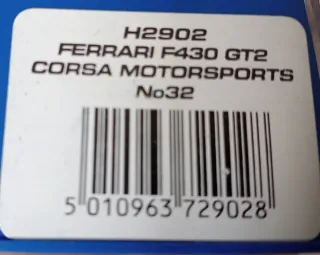 H2902
FERRARI F430 GT2
CORSA MOTORSPORTS
No32
5 010963 729028